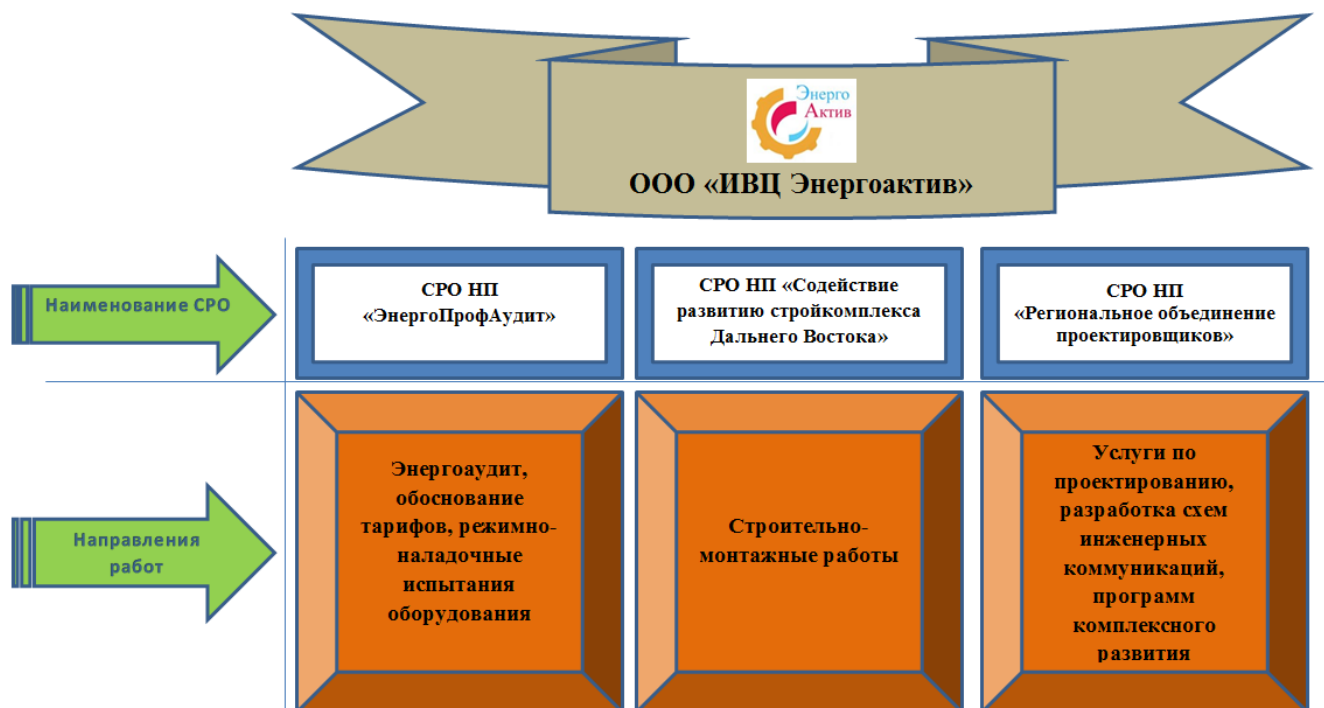 Энерго
Актив
ООО «ИВЦ Энергоактив»
Наименование СРО
СРО НП
«ЭнергоПрофАудит»
СРО НП «Содействие
развитию стройкомплекса
Дальнего Востока»
СРО НП
«Региональное объединение
проектировщиков»
Направления
работ
Энергоаудит,
обоснование
тарифов, режимно-
наладочные
испытания
оборудования
Строительно-
монтажные работы
Услуги по
проектированию,
разработка схем
инженерных
коммуникаций,
программ
комплексного
развития